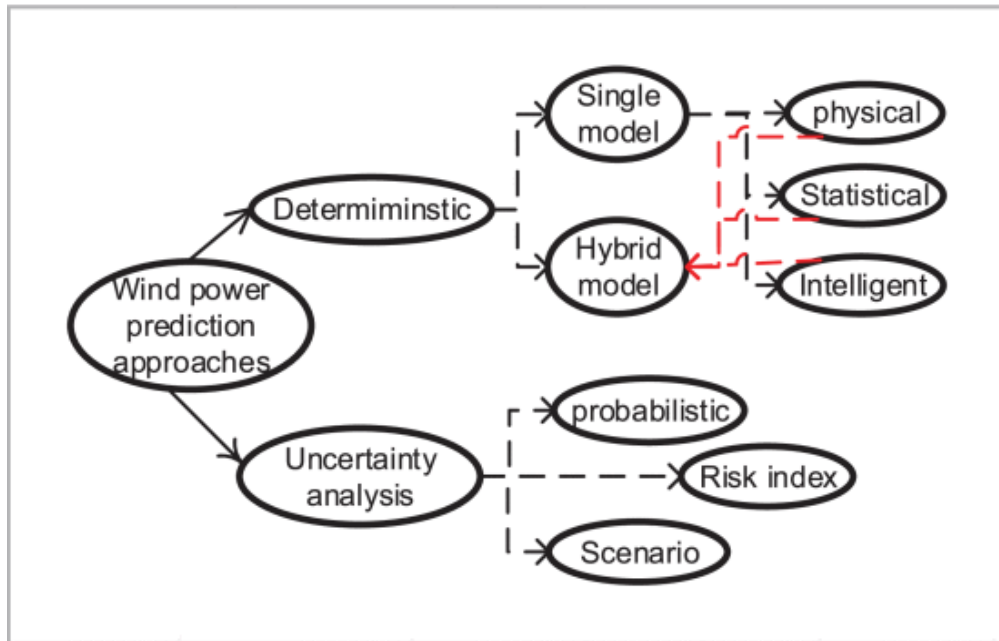 Single
model
physical
Determiminstic
Statistical
Hybrid
model
Intelligent
Wind power
prediction
approaches
probabilistic
Uncertainty
analysis
Risk index
Scenario